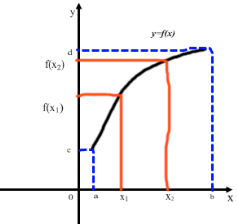 y
y=f(x)
d
f(x₂)
f(x₁)
c
0 a x₁ x₂ b x